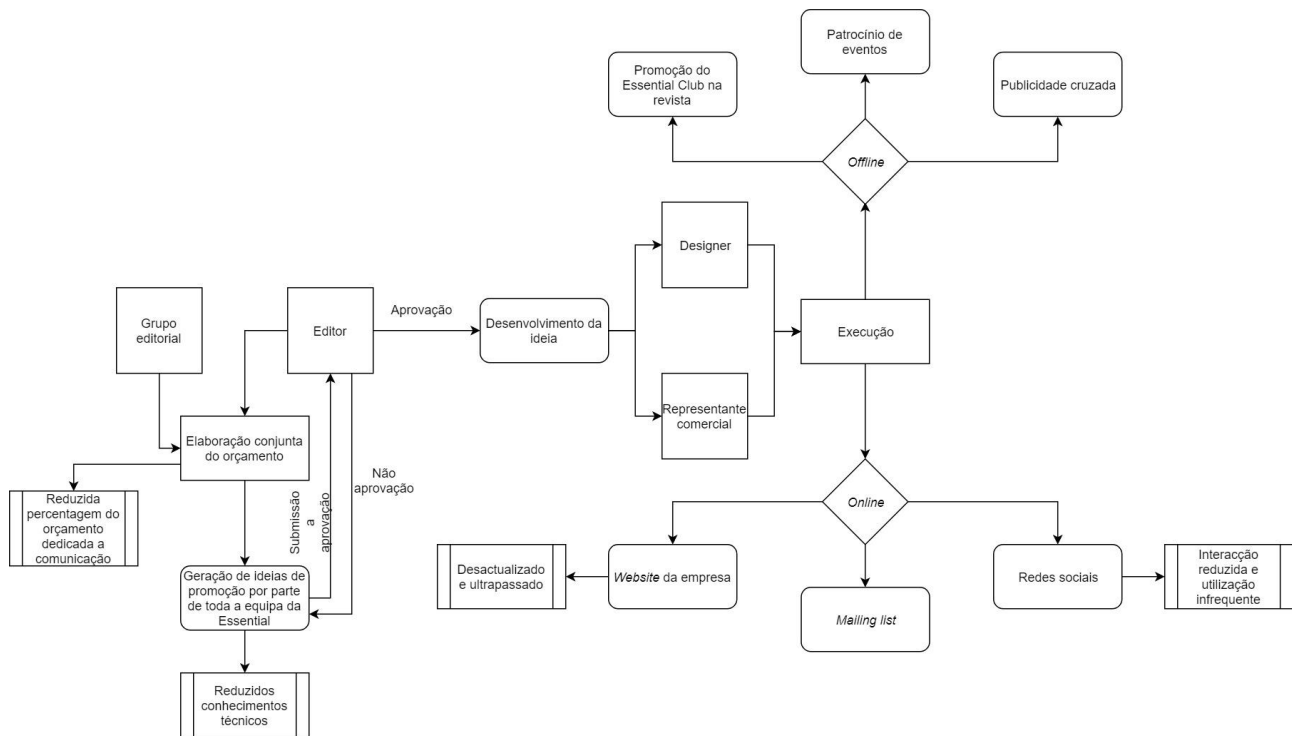 Patrocínio de
eventos
Promoção do
Essential Club na
revista
Publicidade cruzada
Offline
Designer
Grupo
editorial
Editor
Aprovação
Desenvolvimento da
ideia
Execução
Representante
comercial
Elaboração conjunta
do orçamento
Não
aprovação
Submissão
a
aprovação
Reduzida
percentagem do
orçamento
dedicada a
comunicação
Online
Desactualizado
e ultrapassado
Website da empresa
Redes sociais
Interacção
reduzida e
utilização
infrequente
Geração de ideias de
promoção por parte
de toda a equipa da
Essential
Mailing list
Reduzidos
conhecimentos
técnicos